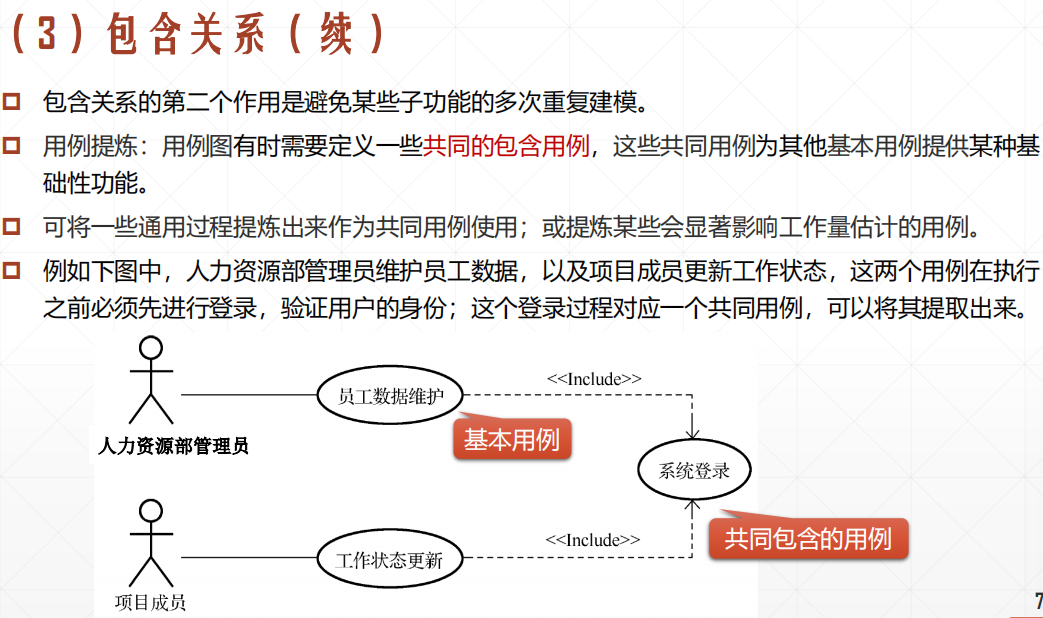 （3）包含关系（续）
包含关系的第二个作用是避免某些子功能的多次重复建模。
用例提炼：用例图有时需要定义一些共同的包含用例，这些共同用例为其他基本用例提供某种基
础性功能。
可将一些通用过程提炼出来作为共同用例使用；或提炼某些会显著影响工作量估计的用例。
例如下图中，人力资源部管理员维护员工数据，以及项目成员更新工作状态，这两个用例在执行
之前必须先进行登录，验证用户的身份；这个登录过程对应一个共同用例，可以将其提取出来。
<<Include>>
员工数据维护
基本用例
人力资源部管理员
系统登录
共同包含的用例
<<Include>>
工作状态更新
项目成员
7